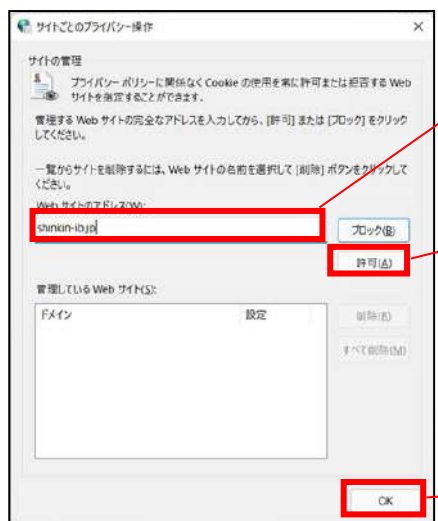 サイトごとのプライバシー操作
サイトの管理
プライバシー ポリシーに関係なく Cookie の使用を常に許可または拒否する Web
サイトを指定することができます。
管理する Web サイトの完全なアドレスを入力してから、[許可] または [ブロック] をクリック
してください。
一覧からサイトを削除するには、Web サイトの名前を選択して [削除] ボタンをクリックして
ください。
Web サイトのアドレス(W):
shinkin-ib.jp
ブロック(B)
許可(A)
管理している Web サイト(S):
ドメイン 設定
削除(R)
すべて削除(M)
OK